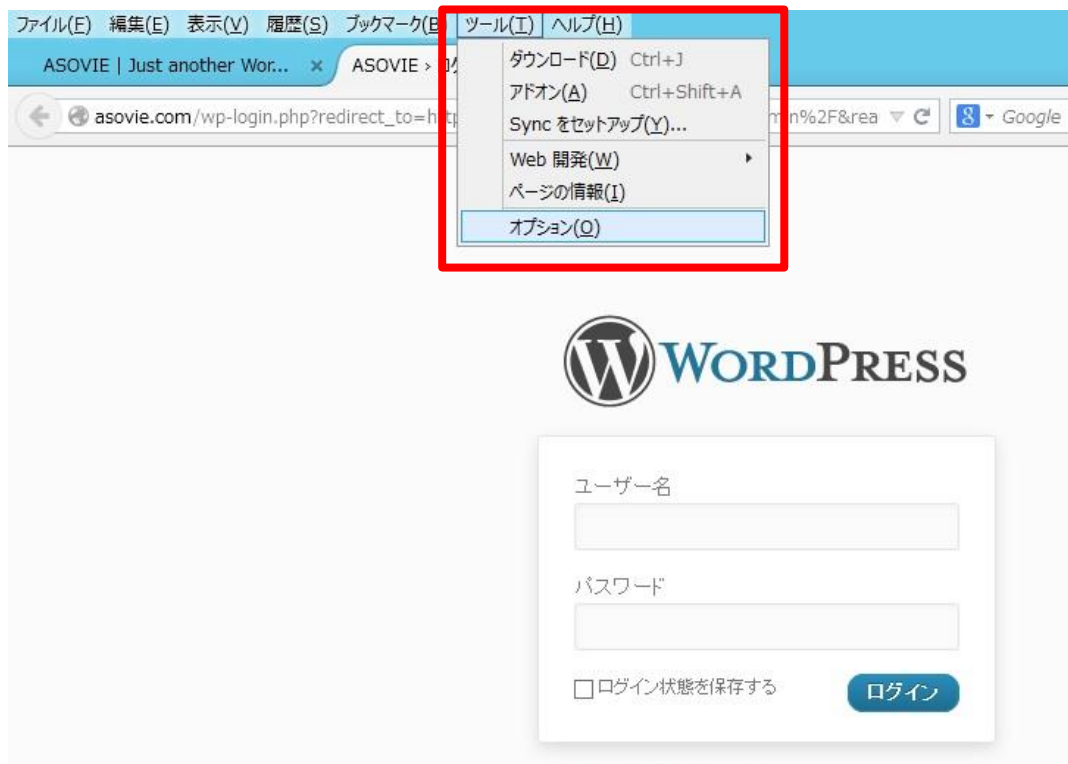 ファイル(F) 編集(E) 表示(V) 履歴(S) ブックマーク(B) ツール(T) ヘルプ(H)
ASOVIE | Just another Wor... × ASOVIE ›
ダウンロード(D) Ctrl+J
アドオン(A) Ctrl+Shift+A
asovie.com/wp-login.php?redirect_to=http
min%2F&rea
8 Google
Sync をセットアップ(Y)...
Web 開発(W)
ページの情報(I)
オプション(O)
WORDPRESS
ユーザー名
パスワード
ログイン状態を保存する
ログイン